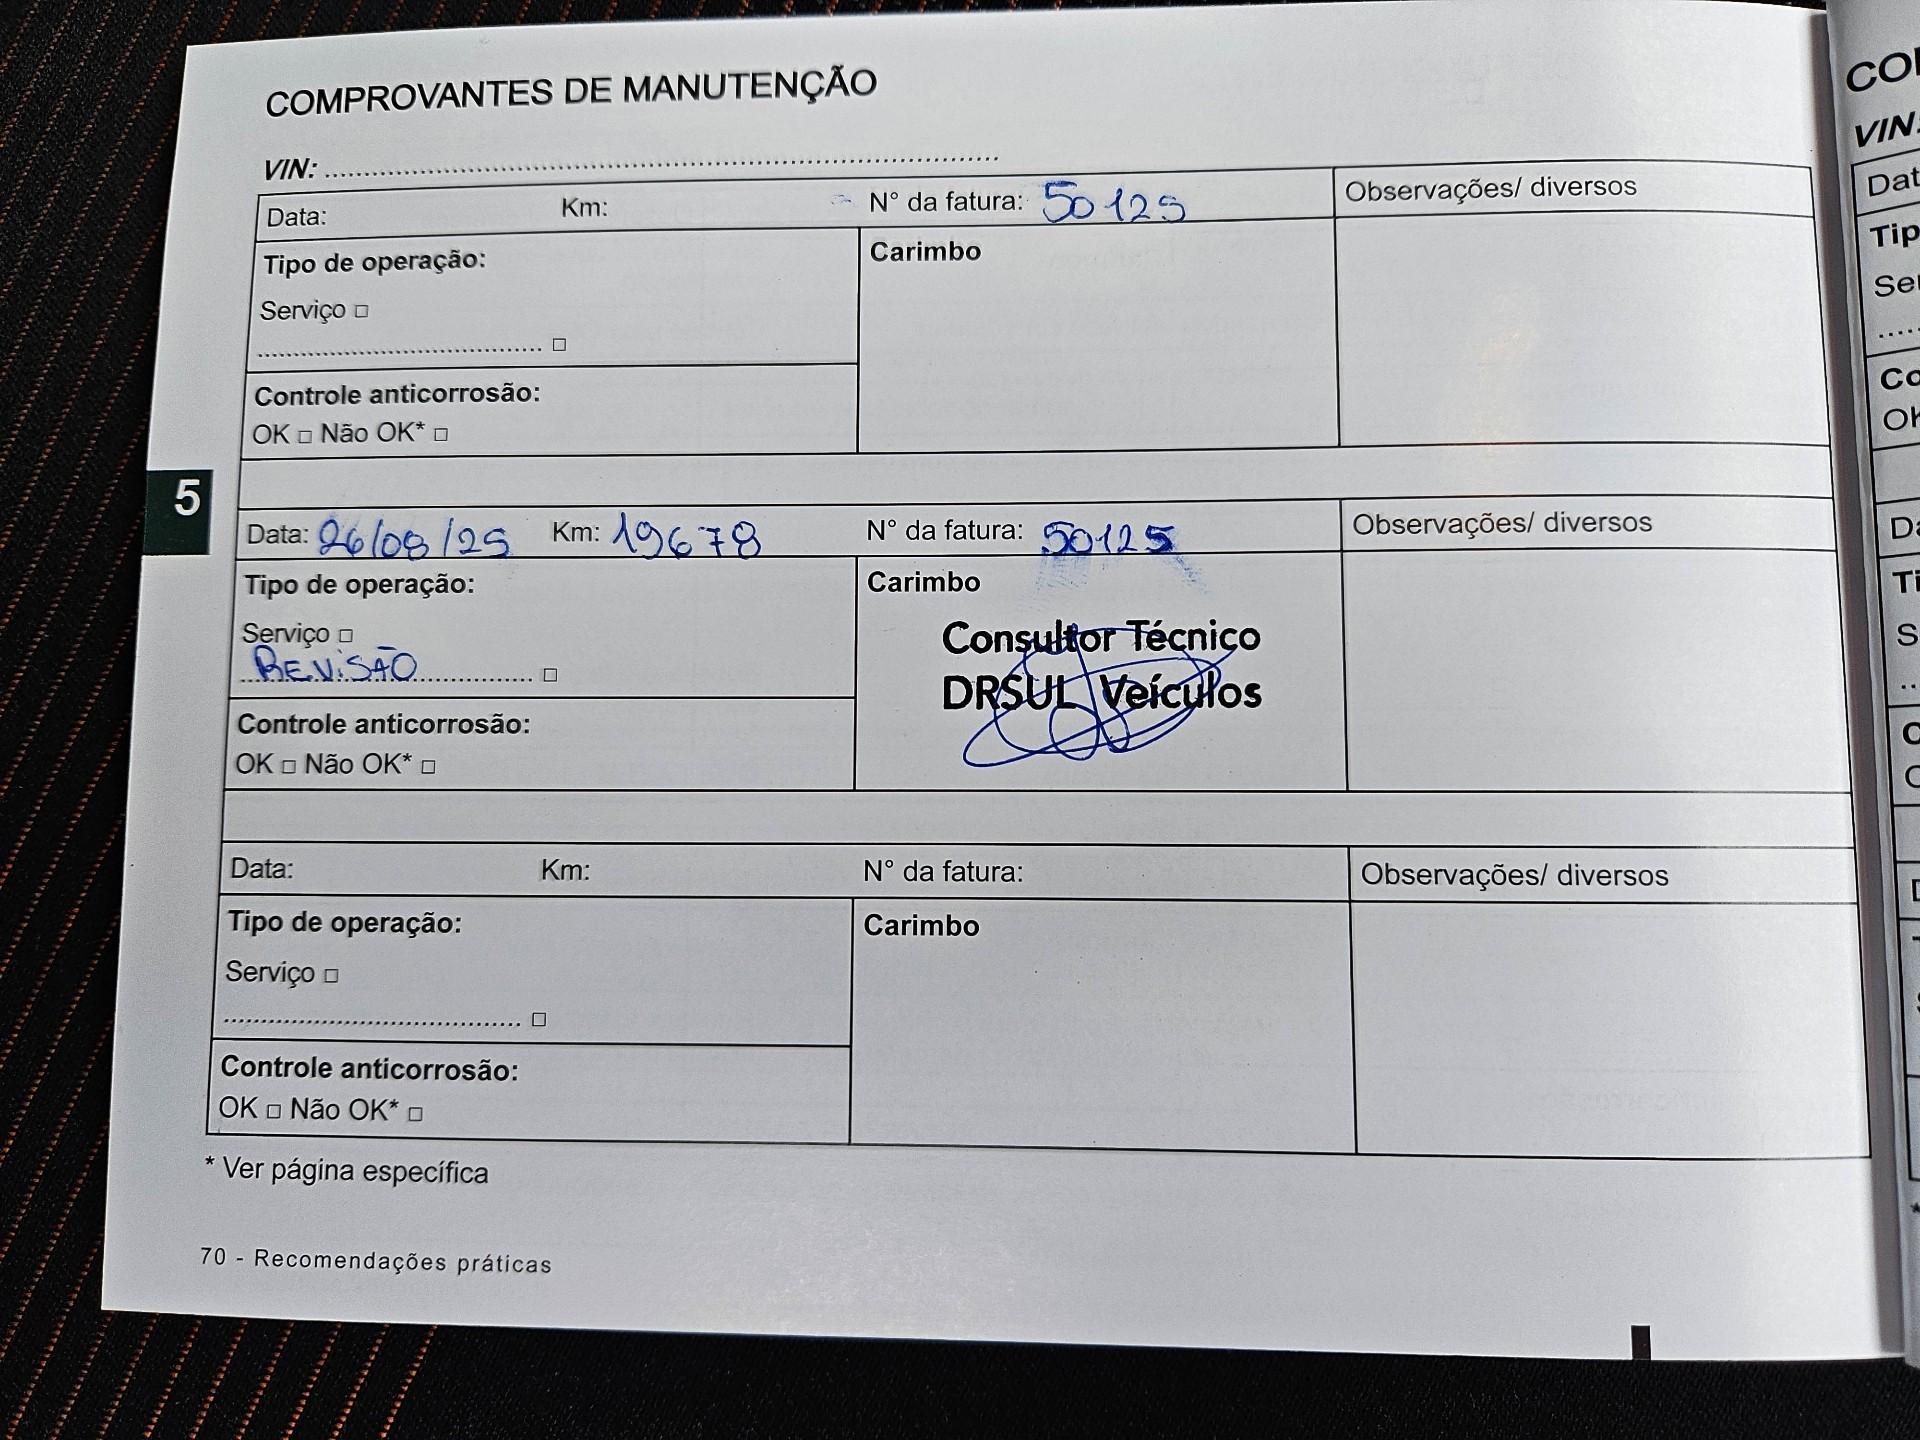 COMPROVANTES DE MANUTENÇÃO
VIN: ..........................................................................................
Data: Km: N° da fatura: 50125 Observações/ diversos
Tipo de operação: Carimbo
Serviço □
........................................ □
Controle anticorrosão:
OK □ Não OK* □
5
Data: 26/08/25 Km: 19678 N° da fatura: 50125 Observações/ diversos
Tipo de operação: Carimbo
Serviço □
REVISÃO ................ □
Consultor Técnico
DRSUL Veículos
Controle anticorrosão:
OK □ Não OK* □
Data: Km: N° da fatura: Observações/ diversos
Tipo de operação: Carimbo
Serviço □
........................................ □
Controle anticorrosão:
OK □ Não OK* □
* Ver página específica
70 - Recomendações práticas
VIN: